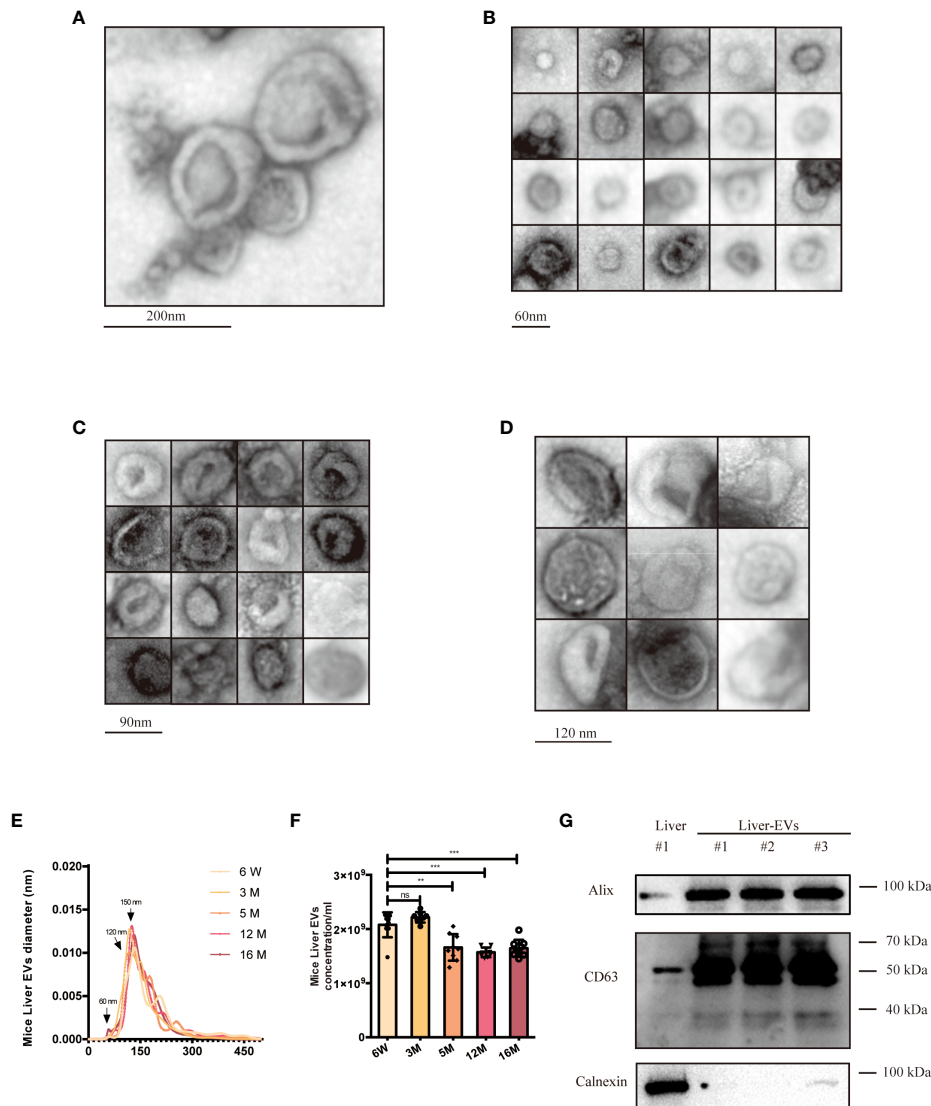 A
B
200nm
60nm
C
D
90nm
120 nm
E
F
G
Mice Liver EVs diameter (nm)
0.020
0.015
0.010
0.005
0.000
0
150
300
450
60 nm
120 nm
150 nm
6 W
3 M
5 M
12 M
16 M
Mice Liver EVs
concentration/ml
3×10⁹
2×10⁹
1×10⁹
0
ns
**
***
***
6W
3M
5M
12M
16M
Liver
Liver-EVs
#1
#1
#2
#3
Alix
100 kDa
CD63
70 kDa
50 kDa
40 kDa
Calnexin
100 kDa